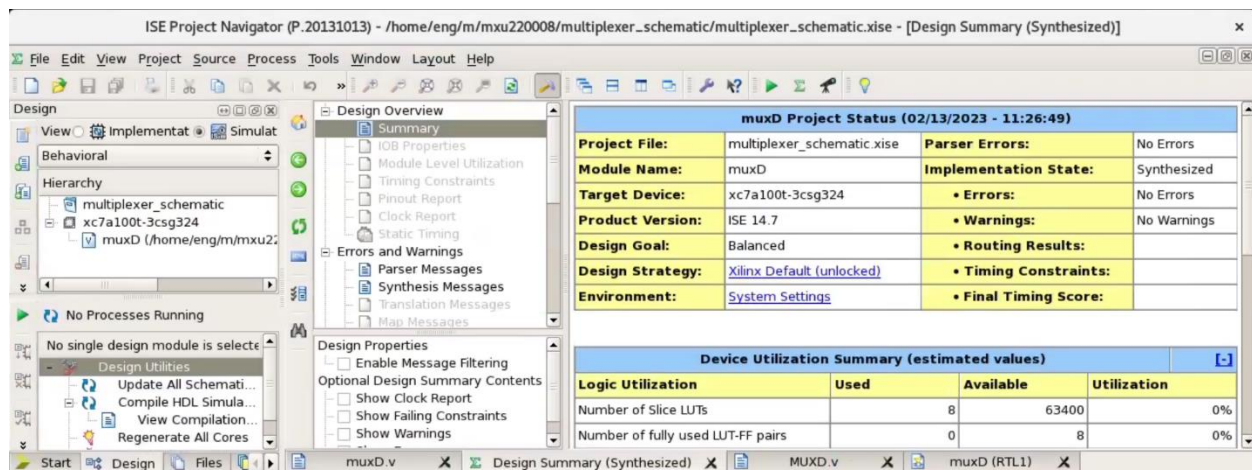 ISE Project Navigator (P.20131013) - /home/eng/m/mxu220008/multiplexer_schematic/multiplexer_schematic.xise - [Design Summary (Synthesized)]
File Edit View Project Source Process Tools Window Layout Help
Design
View Implementat Simulat
Behavioral
Hierarchy
multiplexer_schematic
xc7a100t-3csg324
muxD (/home/eng/m/mxu22
No Processes Running
No single design module is selecte
Design Utilities
Update All Schemati...
Compile HDL Simula...
View Compilation...
Regenerate All Cores
Start Design Files
Design Overview
Summary
IOB Properties
Module Level Utilization
Timing Constraints
Pinout Report
Clock Report
Static Timing
Errors and Warnings
Parser Messages
Synthesis Messages
Translation Messages
Map Messages
Design Properties
Enable Message Filtering
Optional Design Summary Contents
Show Clock Report
Show Failing Constraints
Show Warnings
muxD Project Status (02/13/2023 - 11:26:49)
Project File: multiplexer_schematic.xise Parser Errors: No Errors
Module Name: muxD Implementation State: Synthesized
Target Device: xc7a100t-3csg324 • Errors: No Errors
Product Version: ISE 14.7 • Warnings: No Warnings
Design Goal: Balanced • Routing Results:
Design Strategy: Xilinx Default (unlocked) • Timing Constraints:
Environment: System Settings • Final Timing Score:
Device Utilization Summary (estimated values) [-]
Logic Utilization Used Available Utilization
Number of Slice LUTs 8 63400 0%
Number of fully used LUT-FF pairs 0 8 0%
muxD.v Design Summary (Synthesized) MUXD.v muxD (RTL1)